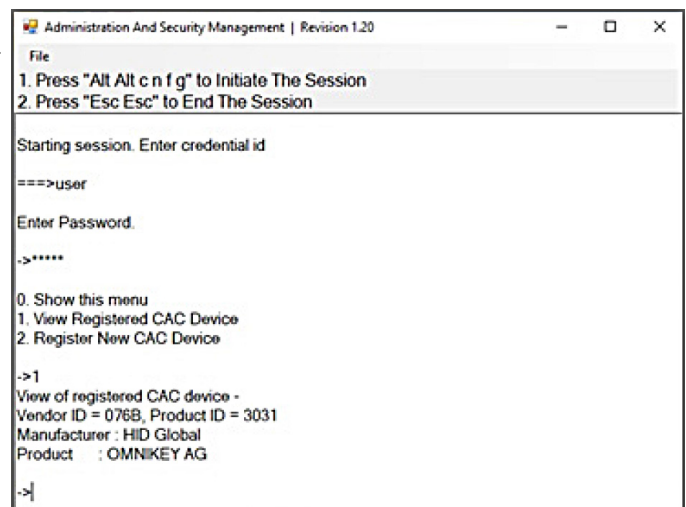 Administration And Security Management | Revision 1.20
File
1. Press "Alt Alt c n f g" to Initiate The Session
2. Press "Esc Esc" to End The Session
Starting session. Enter credential id
===>user
Enter Password.
->*****
0. Show this menu
1. View Registered CAC Device
2. Register New CAC Device
->1
View of registered CAC device -
Vendor ID = 076B, Product ID = 3031
Manufacturer : HID Global
Product : OMNIKEY AG
->